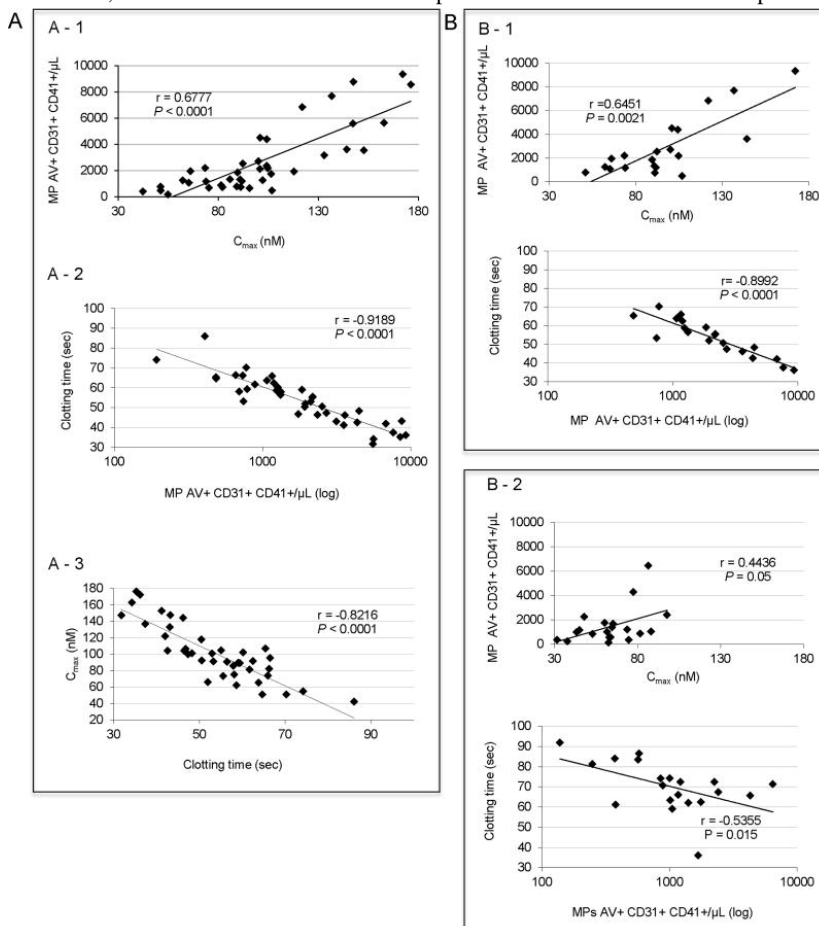 A
A - 1
MP AV+ CD31+ CD41+/µL
10000
8000
6000
4000
2000
0
r = 0.6777
P < 0.0001
30 80 130 180
Cmax (nM)
A - 2
Clotting time (sec)
100
90
80
70
60
50
40
30
r = -0.9189
P < 0.0001
100 1000 10000
MP AV+ CD31+ CD41+/µL (log)
A - 3
Cmax (nM)
180
160
140
120
100
80
60
40
20
r = -0.8216
P < 0.0001
30 50 70 90
Clotting time (sec)
B
B - 1
MP AV+ CD31+ CD41+/µL
10000
8000
6000
4000
2000
0
r =0.6451
P = 0.0021
30 80 130 180
Cmax (nM)
Clotting time (sec)
100
90
80
70
60
50
40
30
r= -0.8992
P < 0.0001
100 1000 10000
MP AV+ CD31+ CD41+/µL (log)
B - 2
MP AV+ CD31+ CD41+/µL
10000
8000
6000
4000
2000
0
r = 0.4436
P = 0.05
30 80 130 180
Cmax (nM)
Clotting time (sec)
100
90
80
70
60
50
40
30
r = -0.5355
P = 0.015
100 1000 10000
MPs AV+ CD31+ CD41+/µL (log)